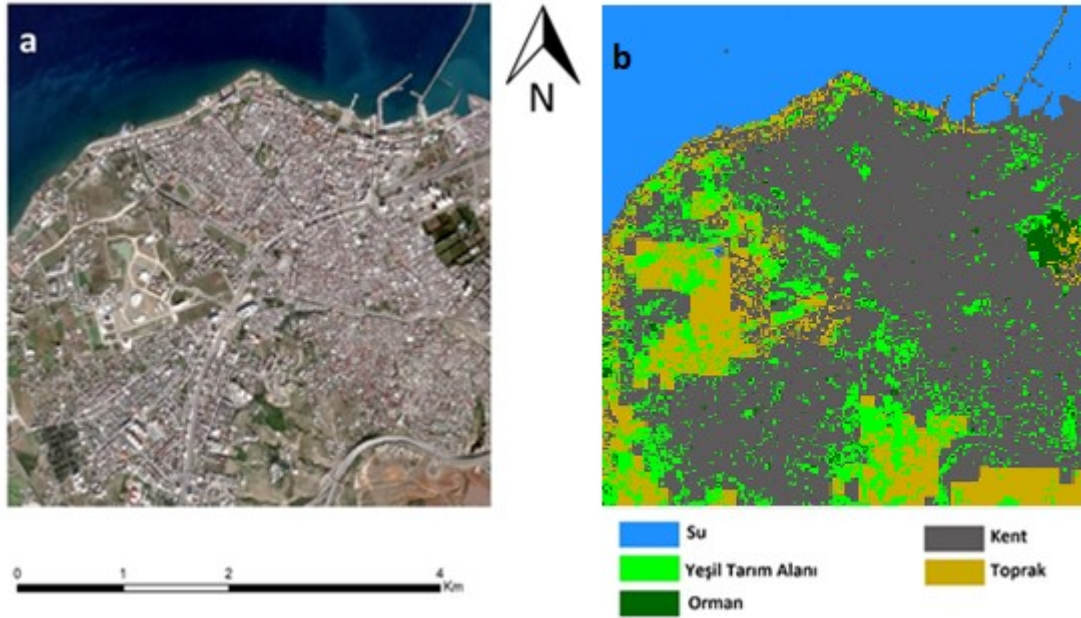 a
N
b
0 1 2 4
Km
Su
Yeşil Tarım Alanı
Orman
Kent
Toprak